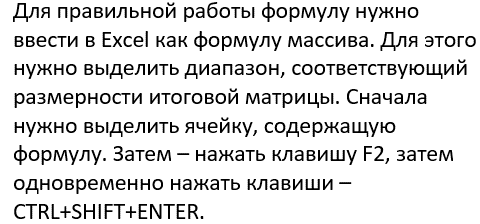 Для правильной работы формулу нужно
ввести в Excel как формулу массива. Для этого
нужно выделить диапазон, соответствующий
размерности итоговой матрицы. Сначала
нужно выделить ячейку, содержащую
формулу. Затем – нажать клавишу F2, затем
одновременно нажать клавиши –
CTRL+SHIFT+ENTER.